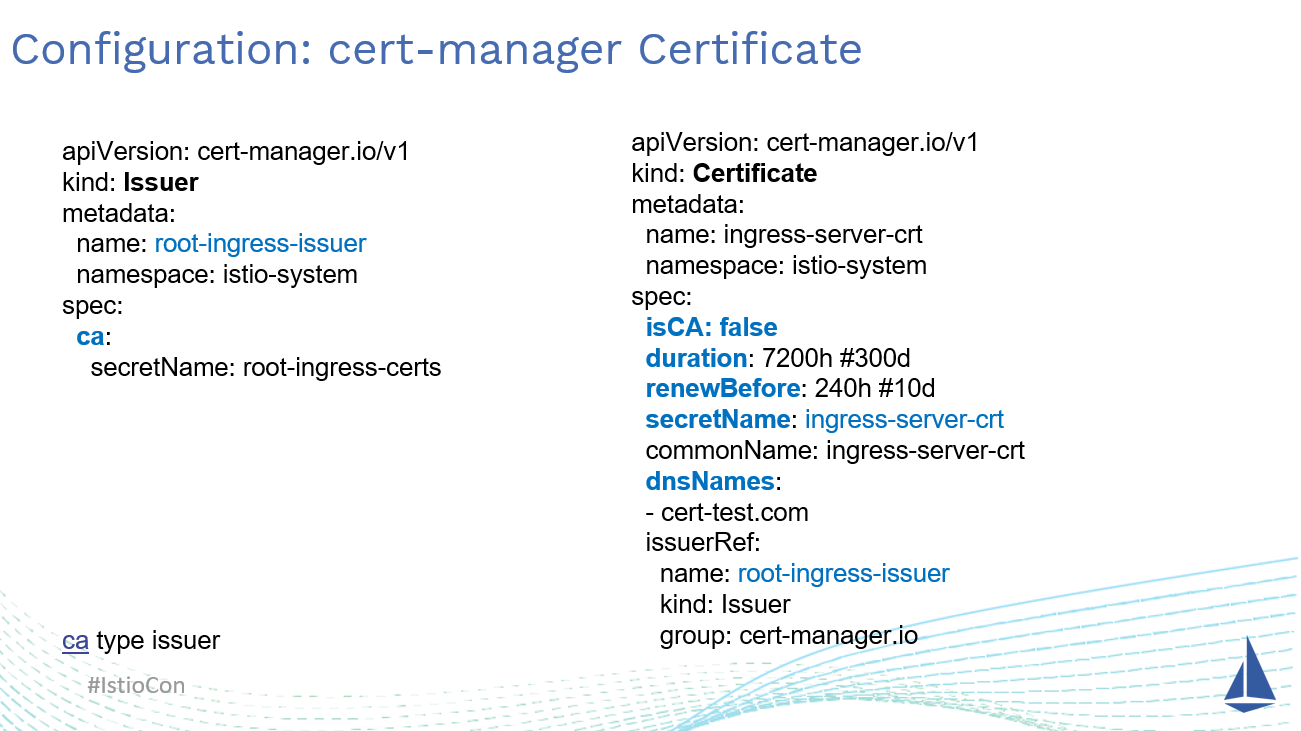 Configuration: cert-manager Certificate
apiVersion: cert-manager.io/v1
kind: Issuer
metadata:
  name: root-ingress-issuer
  namespace: istio-system
spec:
  ca:
    secretName: root-ingress-certs
ca type issuer
#IstioCon
apiVersion: cert-manager.io/v1
kind: Certificate
metadata:
  name: ingress-server-crt
  namespace: istio-system
spec:
  isCA: false
  duration: 7200h #300d
  renewBefore: 240h #10d
  secretName: ingress-server-crt
  commonName: ingress-server-crt
  dnsNames:
  - cert-test.com
  issuerRef:
    name: root-ingress-issuer
    kind: Issuer
    group: cert-manager.io